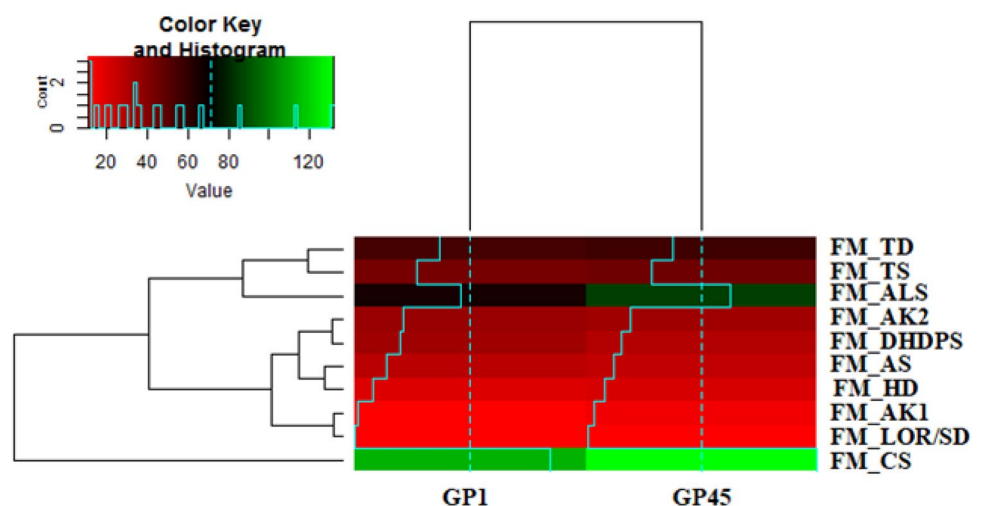 Color Key
and Histogram
Count
0 2
20 40 60 80 120
Value
FM_TD
FM_TS
FM_ALS
FM_AK2
FM_DHDPS
FM_AS
FM_HD
FM_AK1
FM_LOR/SD
FM_CS
GP1 GP45